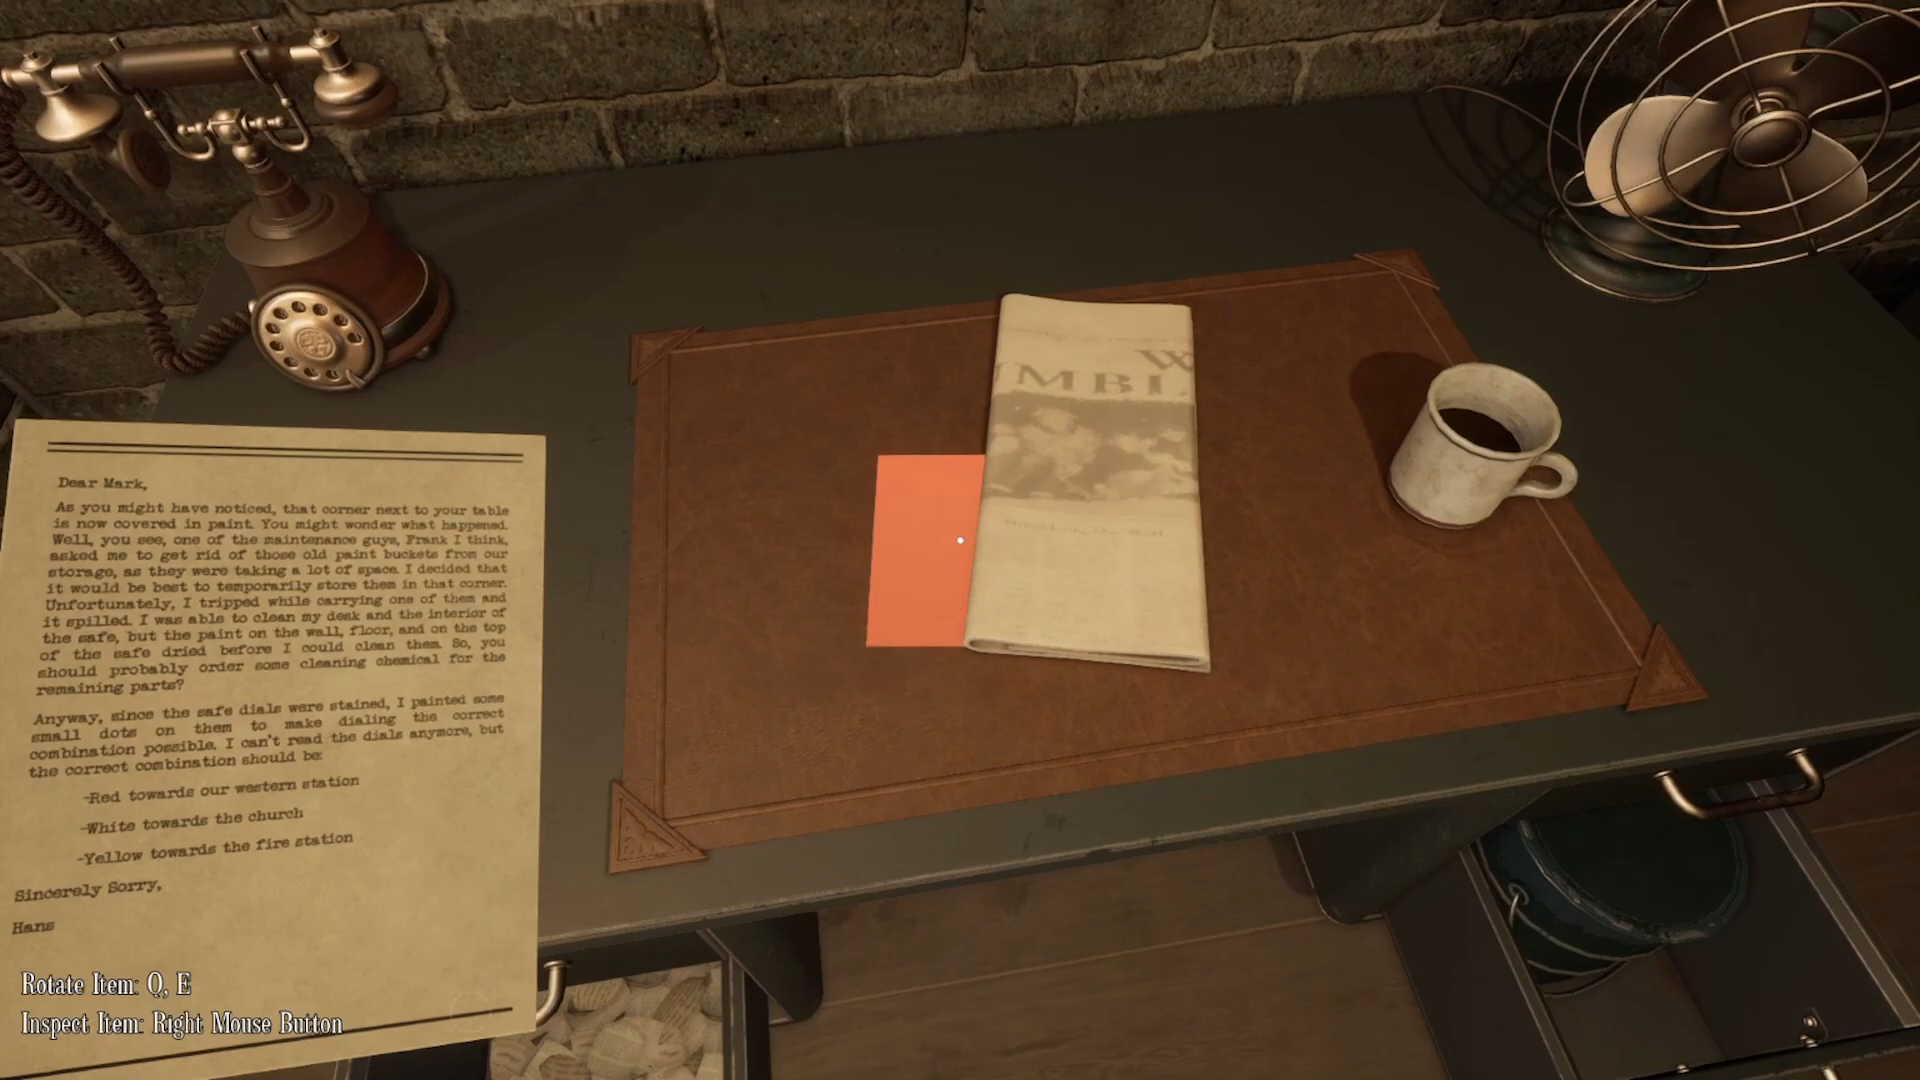 W
UMBL
Breaking the Wall
Dear Mark,
As you might have noticed, that corner next to your table
is now covered in paint. You might wonder what happened.
Well, you see, one of the maintenance guys, Frank I think,
asked me to get rid of those old paint buckets from our
storage, as they were taking a lot of space. I decided that
it would be best to temporarily store them in that corner.
Unfortunately, I tripped while carrying one of them and
it spilled. I was able to clean my desk and the interior of
the safe, but the paint on the wall, floor, and on the top
of the safe dried before I could clean them. So, you
should probably order some cleaning chemical for the
remaining parts?
Anyway, since the safe dials were stained, I painted some
small dots on them to make dialing the correct
combination possible. I can't read the dials anymore, but
the correct combination should be:
-Red towards our western station
-White towards the church
-Yellow towards the fire station
Sincerely Sorry,
Hans
Rotate Item: Q, E
Inspect Item: Right Mouse Button